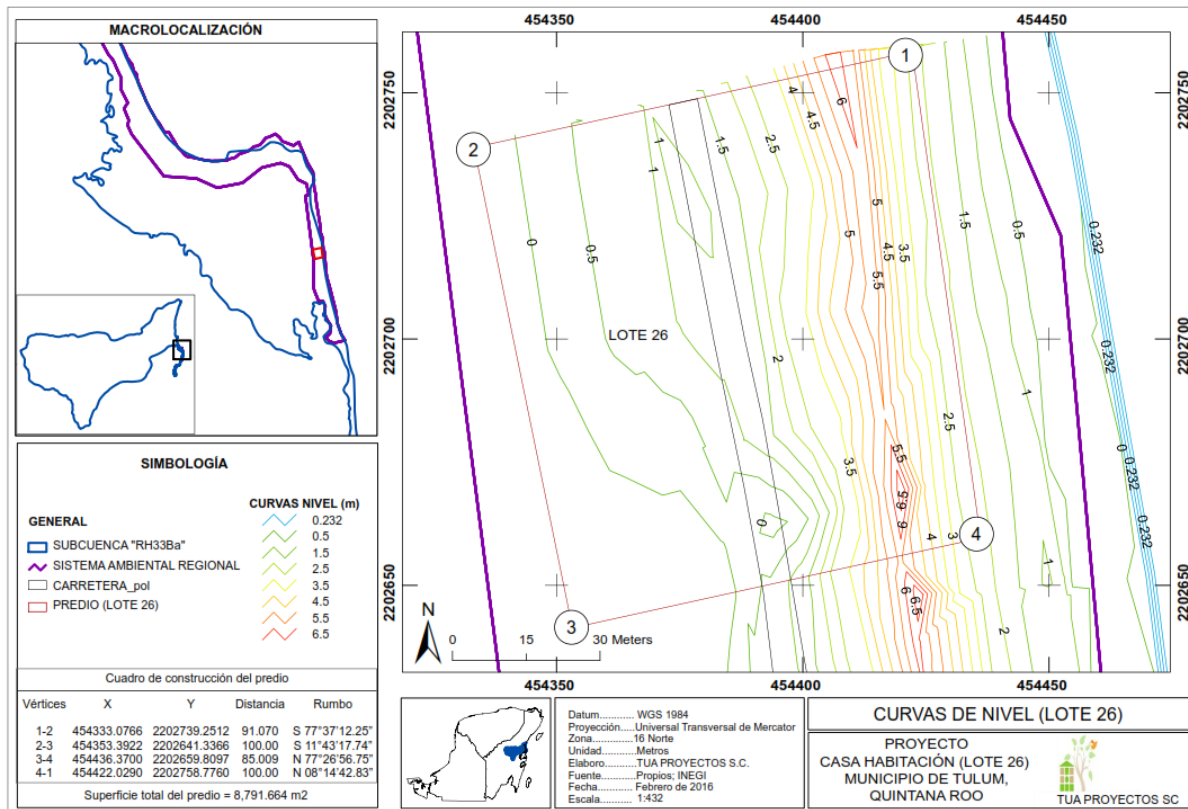 MACROLOCALIZACIÓN
SIMBOLOGÍA
GENERAL
SUBCUENCA "RH33Ba"
SISTEMA AMBIENTAL REGIONAL
CARRETERA_pol
PREDIO (LOTE 26)
CURVAS NIVEL (m)
0.232
0.5
1.5
2.5
3.5
4.5
5.5
6.5
Cuadro de construcción del predio
Vértices X Y Distancia Rumbo
1-2 454333.0766 2202739.2512 91.070 S 77°37'12.25"
2-3 454353.3922 2202641.3366 100.00 S 11°43'17.74"
3-4 454436.3700 2202659.8097 85.009 N 77°26'56.75"
4-1 454422.0290 2202758.7760 100.00 N 08°14'42.83"
Superficie total del predio = 8,791.664 m2
454350 454400 454450
2202750
2202700
2202650
2202750
2202700
2202650
1
2
3
4
LOTE 26
0
0.5
1
1
1.5
2.5
4
4.5
6
5
5
5.5
4.5
3.5
1.5
0.5
0.232
1
2
2.5
3.5
5.5
0.232
0
0.232
0
6
4
3
1
6
6.5
2
N
0 15 30 Meters
454350 454400 454450
Datum............ WGS 1984
Proyección.....Universal Transversal de Mercator
Zona...............16 Norte
Unidad............Metros
Elaboro...........TUA PROYECTOS S.C.
Fuente............Propios; INEGI
Fecha.............Febrero de 2016
Escala............ 1:432
CURVAS DE NIVEL (LOTE 26)
PROYECTO
CASA HABITACIÓN (LOTE 26)
MUNICIPIO DE TULUM,
QUINTANA ROO
TUA PROYECTOS SC